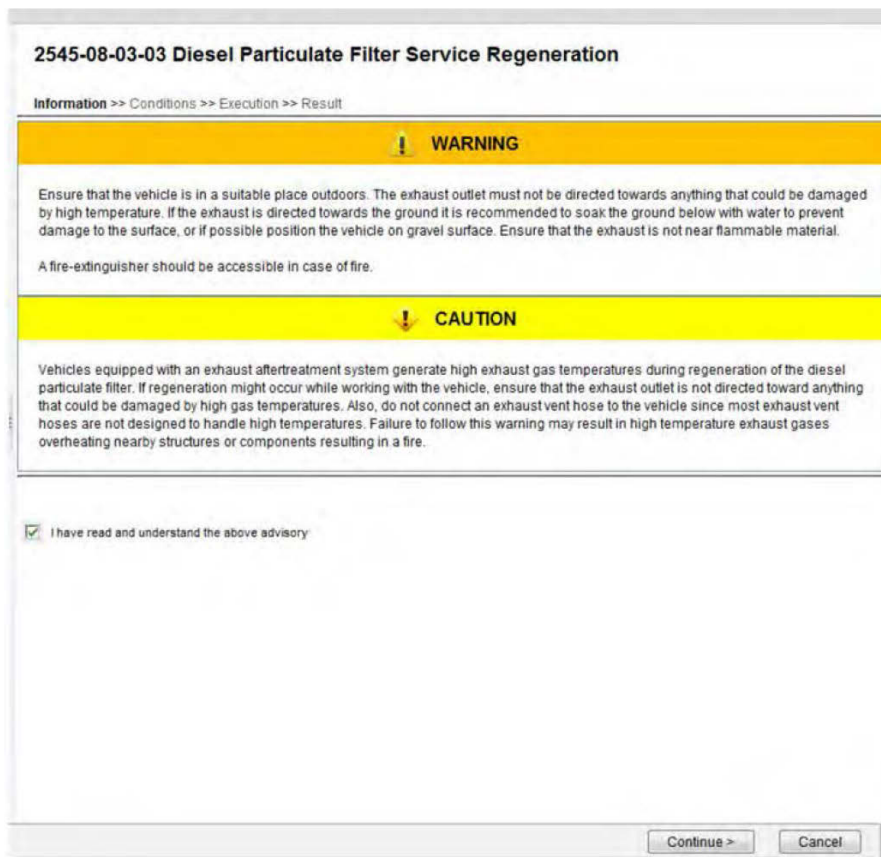 2545-08-03-03 Diesel Particulate Filter Service Regeneration
Information >> Conditions >> Execution >> Result
WARNING
Ensure that the vehicle is in a suitable place outdoors. The exhaust outlet must not be directed towards anything that could be damaged
by high temperature. If the exhaust is directed towards the ground it is recommended to soak the ground below with water to prevent
damage to the surface, or if possible position the vehicle on gravel surface. Ensure that the exhaust is not near flammable material.
A fire-extinguisher should be accessible in case of fire.
CAUTION
Vehicles equipped with an exhaust aftertreatment system generate high exhaust gas temperatures during regeneration of the diesel
particulate filter. If regeneration might occur while working with the vehicle, ensure that the exhaust outlet is not directed toward anything
that could be damaged by high gas temperatures. Also, do not connect an exhaust vent hose to the vehicle since most exhaust vent
hoses are not designed to handle high temperatures. Failure to follow this warning may result in high temperature exhaust gases
overheating nearby structures or components resulting in a fire.
I have read and understand the above advisory
Continue > Cancel